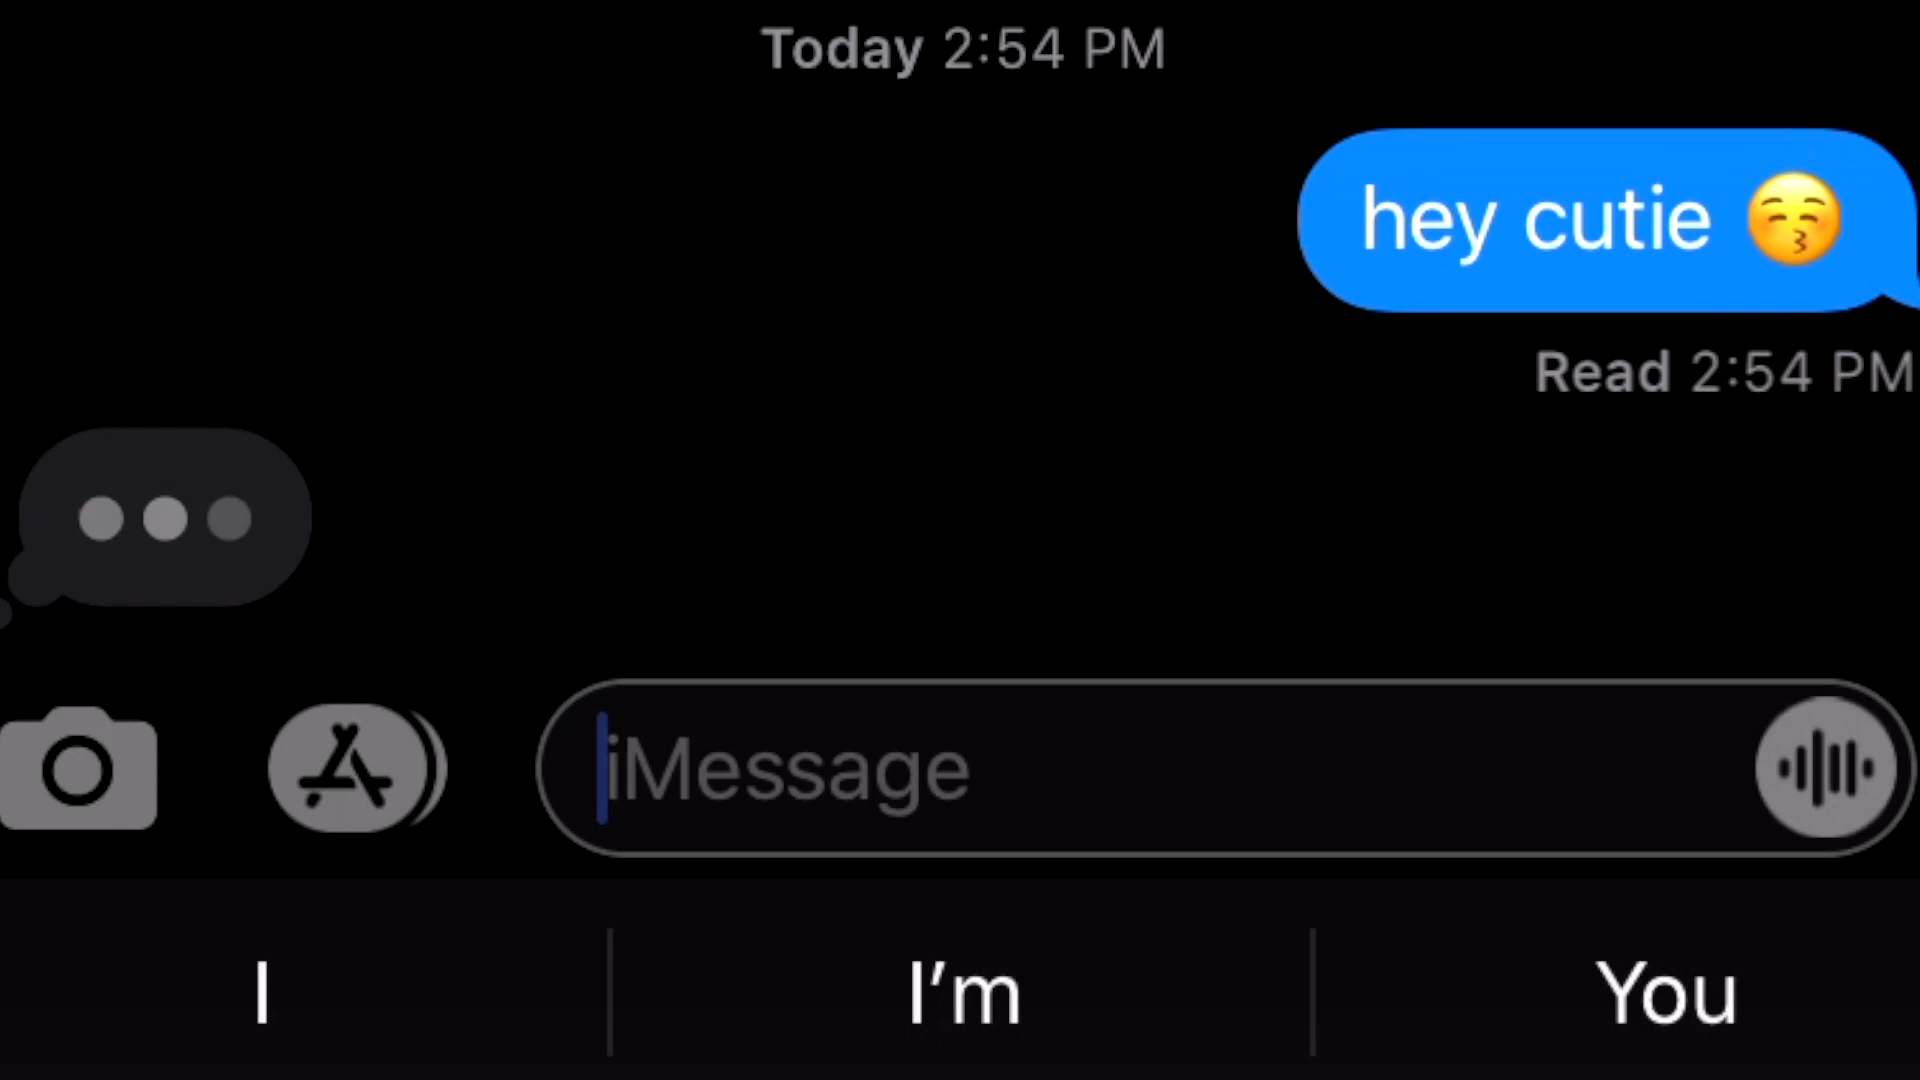 Today 2:54 PM
hey cutie 😚
Read 2:54 PM
iMessage
I
I’m
You